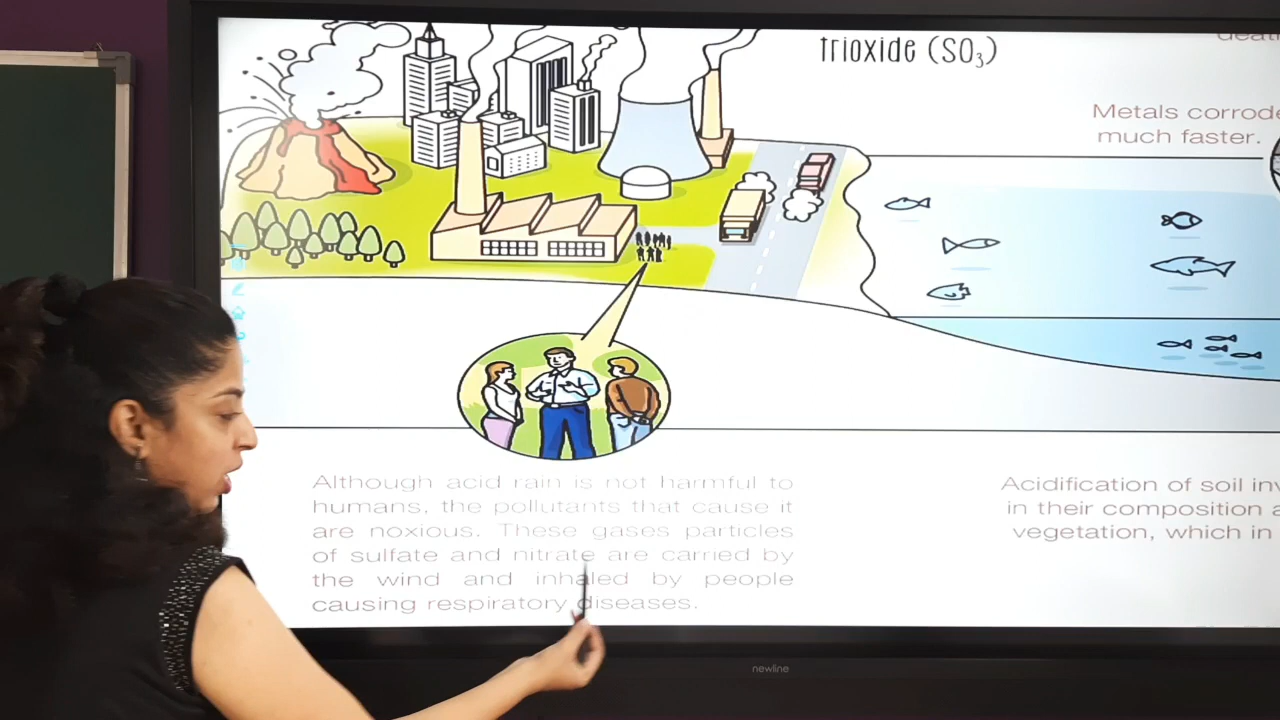 trioxide (SO₃)
death
Metals corrode
much faster.
Although acid rain is not harmful to
humans, the pollutants that cause it
are noxious. These gases particles
of sulfate and nitrate are carried by
the wind and inhaled by people
causing respiratory diseases.
Acidification of soil inv
in their composition a
vegetation, which in
newline